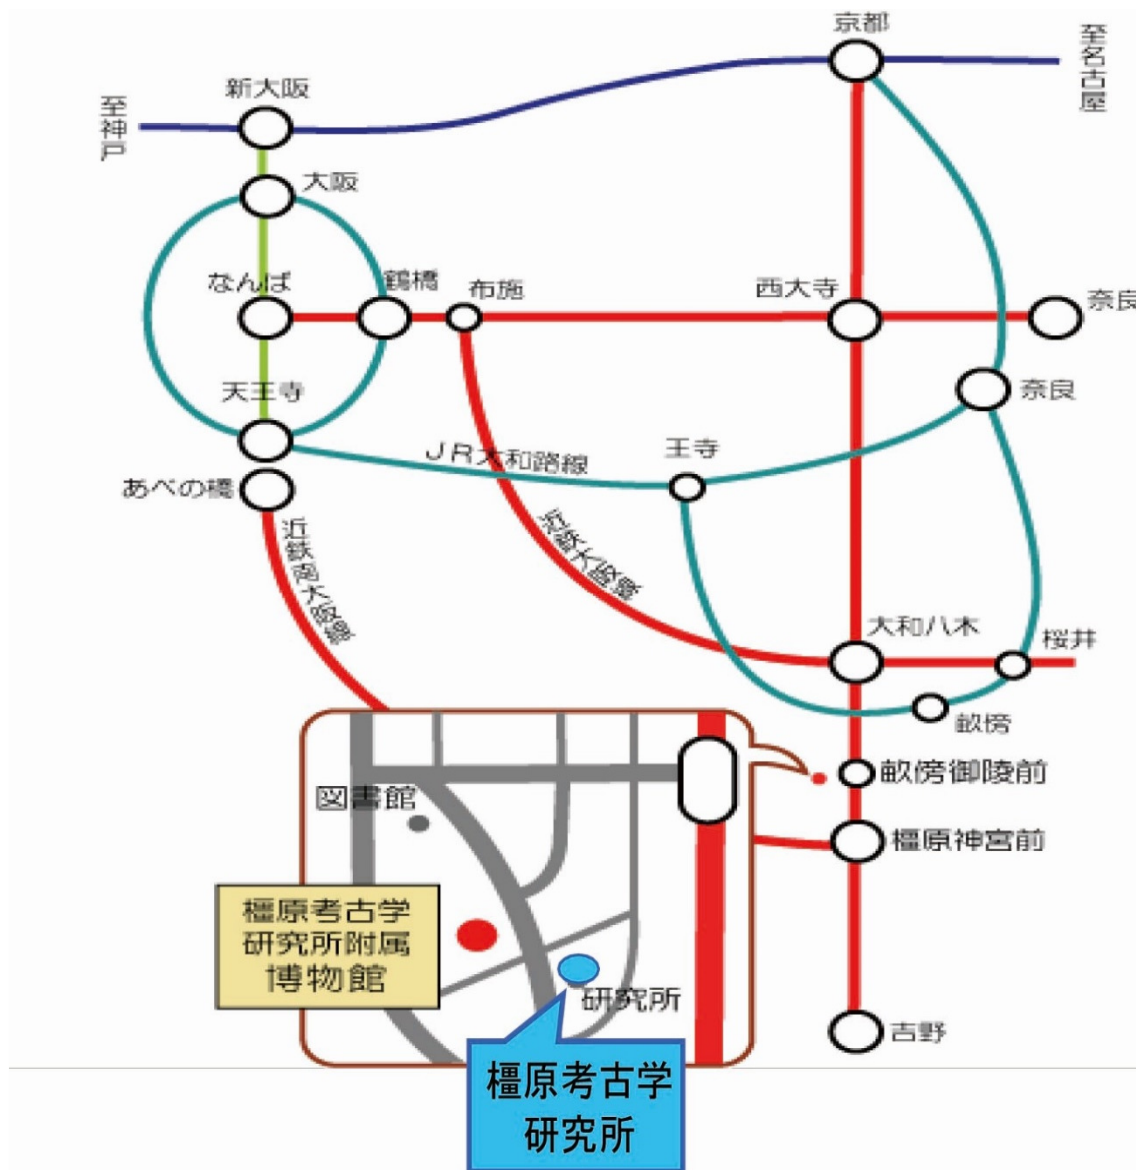 京都
至名古屋
新大阪
至神戸
大阪
なんば
鶴橋
布施
西大寺
奈良
天王寺
奈良
JR大和路線
王寺
あべの橋
近鉄南大阪線
近鉄大阪線
大和八木
桜井
畝傍
畝傍御陵前
図書館
橿原神宮前
橿原考古学
研究所附属
博物館
研究所
吉野
橿原考古学
研究所